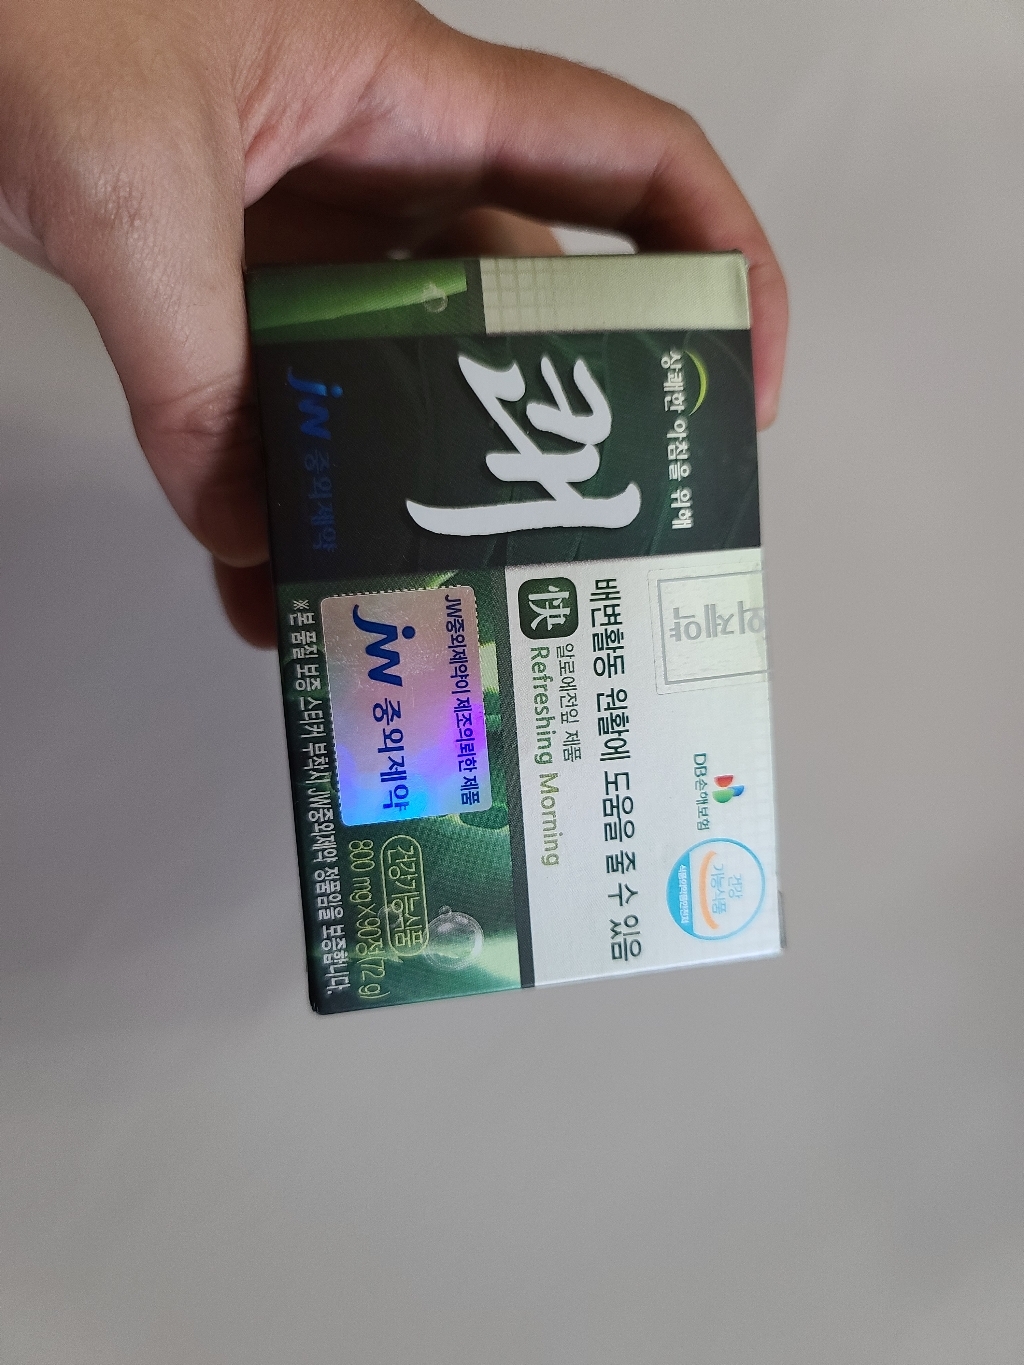 상쾌한 아침을 위해
쾌
jw 중외제약
외제약
DB손해보험
건강
기능식품
식품의약품안전처
배변활동 원활에 도움을 줄 수 있음
快
알로에전잎 제품
Refreshing Morning
JW중외제약이 제조의뢰한 제품
jw 중외제약
건강기능식품
800 mg×90정(72 g)
※본 품질 보증 스티커 부착시 JW중외제약 정품임을 보증합니다.